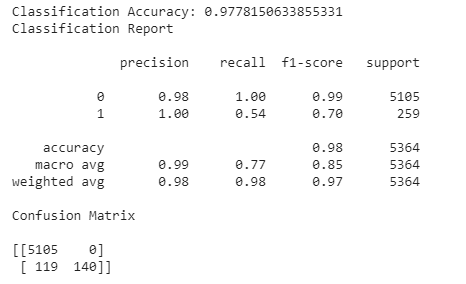 Classification Accuracy: 0.9778150633855331
Classification Report
precision recall f1-score support
0 0.98 1.00 0.99 5105
1 1.00 0.54 0.70 259
accuracy 0.98 5364
macro avg 0.99 0.77 0.85 5364
weighted avg 0.98 0.98 0.97 5364
Confusion Matrix
[[5105 0]
[ 119 140]]